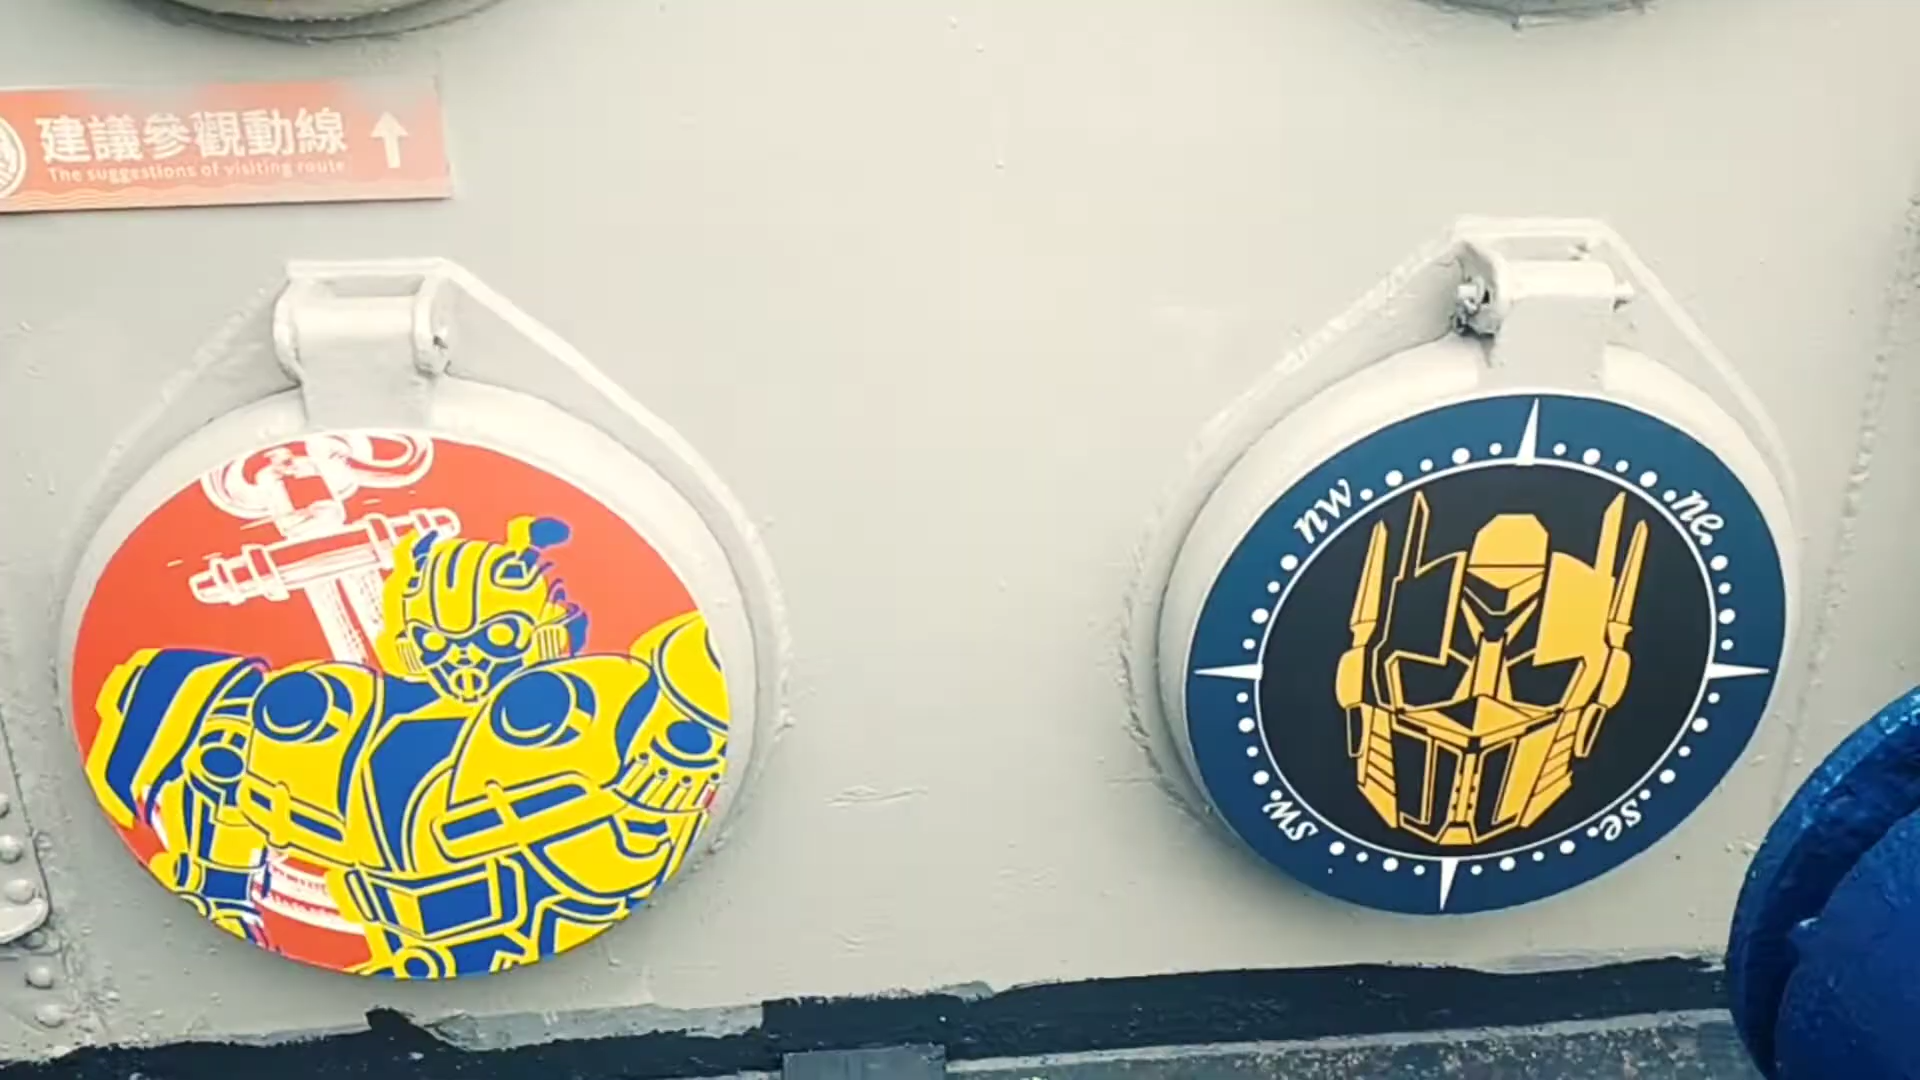 建議參觀動線
The suggestions of visiting route
nw
ne
sw
se